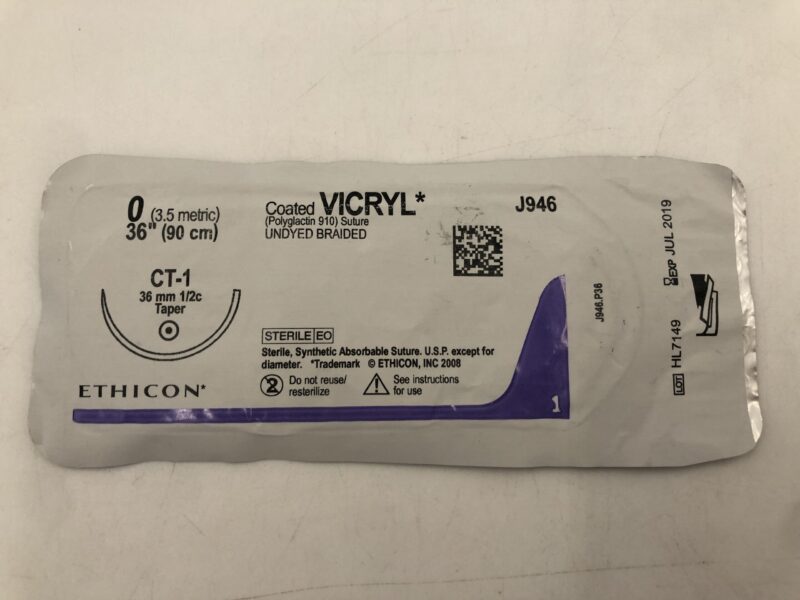 0 (3.5 metric)
36" (90 cm)
Coated VICRYL*
(Polyglactin 910) Suture
UNDYED BRAIDED
J946
CT-1
36 mm 1/2c
Taper
STERILE EO
Sterile, Synthetic Absorbable Suture. U.S.P. except for
diameter. *Trademark © ETHICON, INC 2008
2 Do not reuse/
resterilize
See instructions
for use
ETHICON*
1
J946.P36
LOT HL7149
EXP JUL 2019